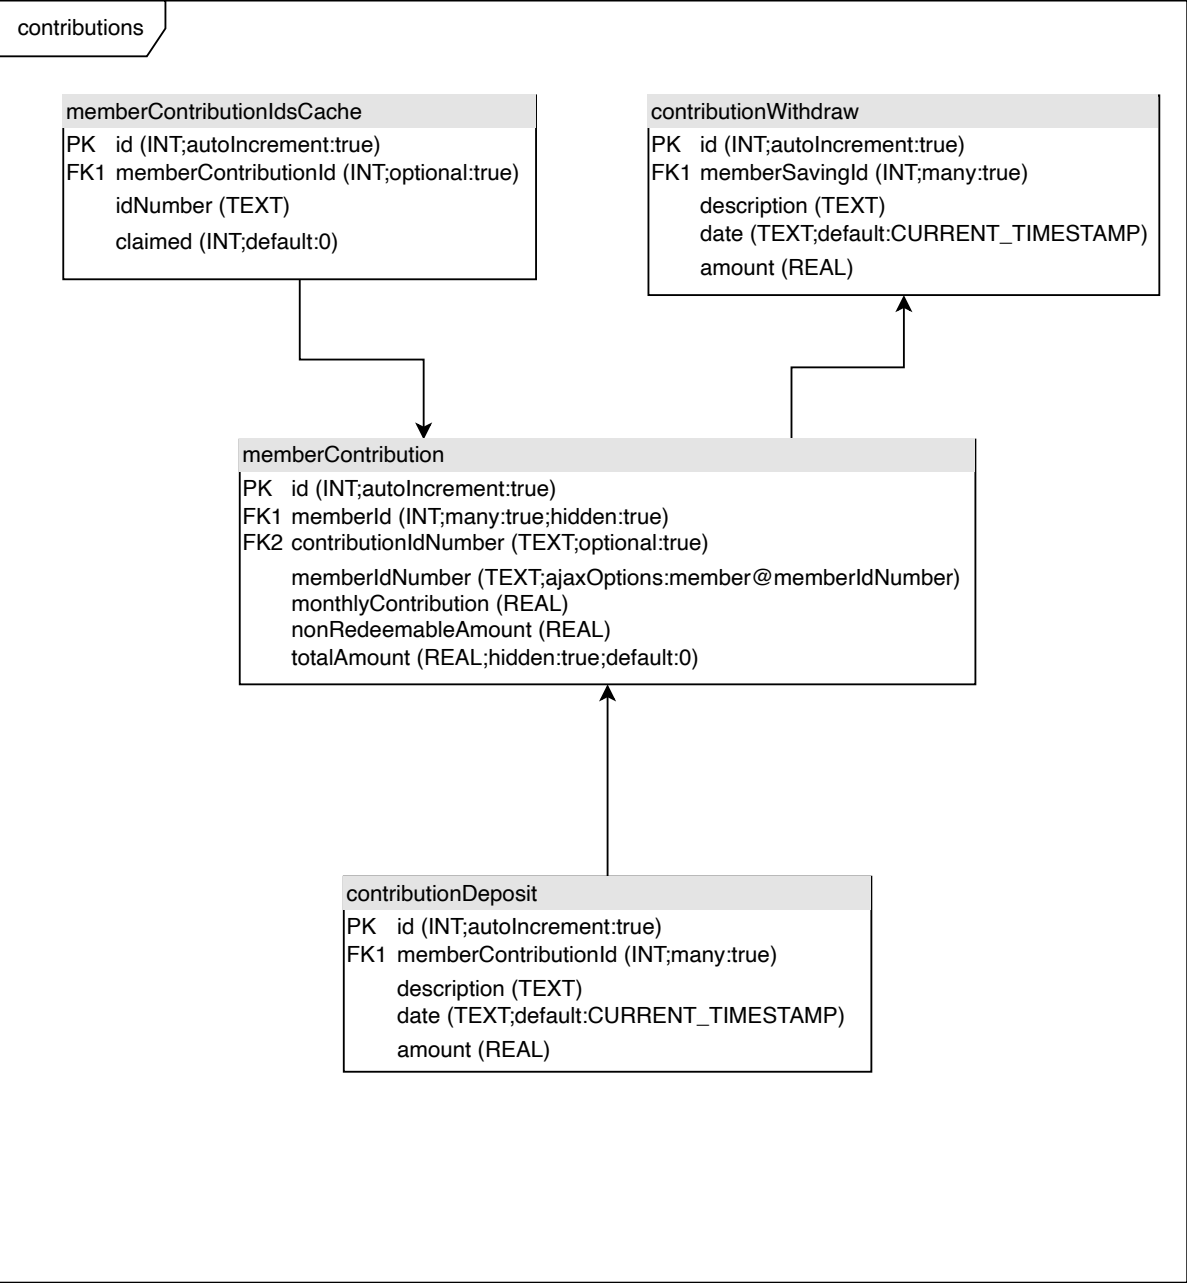 contributions
memberContributionIdsCache
PK id (INT;autoIncrement:true)
FK1 memberContributionId (INT;optional:true)
idNumber (TEXT)
claimed (INT;default:0)
contributionWithdraw
PK id (INT;autoIncrement:true)
FK1 memberSavingId (INT;many:true)
description (TEXT)
date (TEXT;default:CURRENT_TIMESTAMP)
amount (REAL)
memberContribution
PK id (INT;autoIncrement:true)
FK1 memberId (INT;many:true;hidden:true)
FK2 contributionIdNumber (TEXT;optional:true)
memberIdNumber (TEXT;ajaxOptions:member@memberIdNumber)
monthlyContribution (REAL)
nonRedeemableAmount (REAL)
totalAmount (REAL;hidden:true;default:0)
contributionDeposit
PK id (INT;autoIncrement:true)
FK1 memberContributionId (INT;many:true)
description (TEXT)
date (TEXT;default:CURRENT_TIMESTAMP)
amount (REAL)